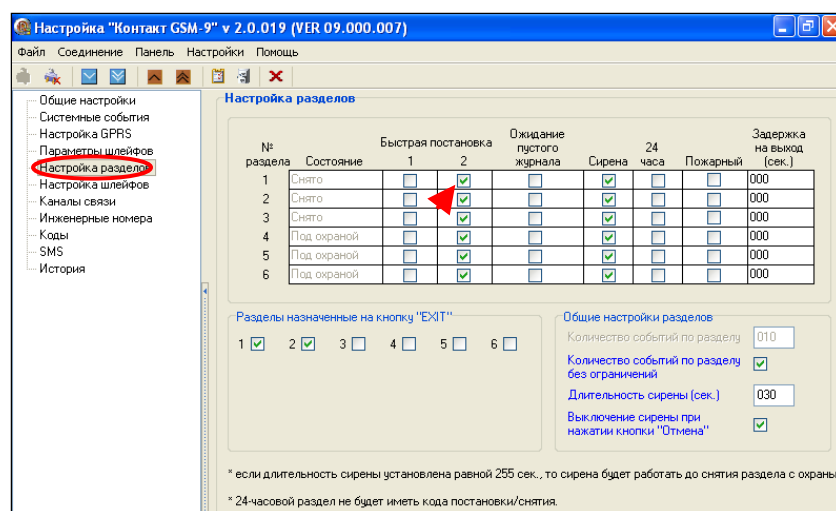 Настройка "Контакт GSM-9" v 2.0.019 (VER 09.000.007)
Файл Соединение Панель Настройки Помощь
Общие настройки
Системные события
Настройка GPRS
Параметры шлейфов
Настройка разделов
Настройка шлейфов
Каналы связи
Инженерные номера
Коды
SMS
История
Настройка разделов
№ раздела Состояние Быстрая постановка 1 2 Ожидание пустого журнала Сирена 24 часа Пожарный Задержка на выход (сек.)
1 Снято 000
2 Снято 000
3 Снято 000
4 Под охраной 000
5 Под охраной 000
6 Под охраной 000
Разделы назначенные на кнопку "EXIT"
1 2 3 4 5 6
Общие настройки разделов
Количество событий по разделу 010
Количество событий по разделу
без ограничений
Длительность сирены (сек.) 030
Выключение сирены при
нажатии кнопки "Отмена"
* если длительность сирены установлена равной 255 сек., то сирена будет работать до снятия раздела с охраны
* 24-часовой раздел не будет иметь кода постановки/снятия.